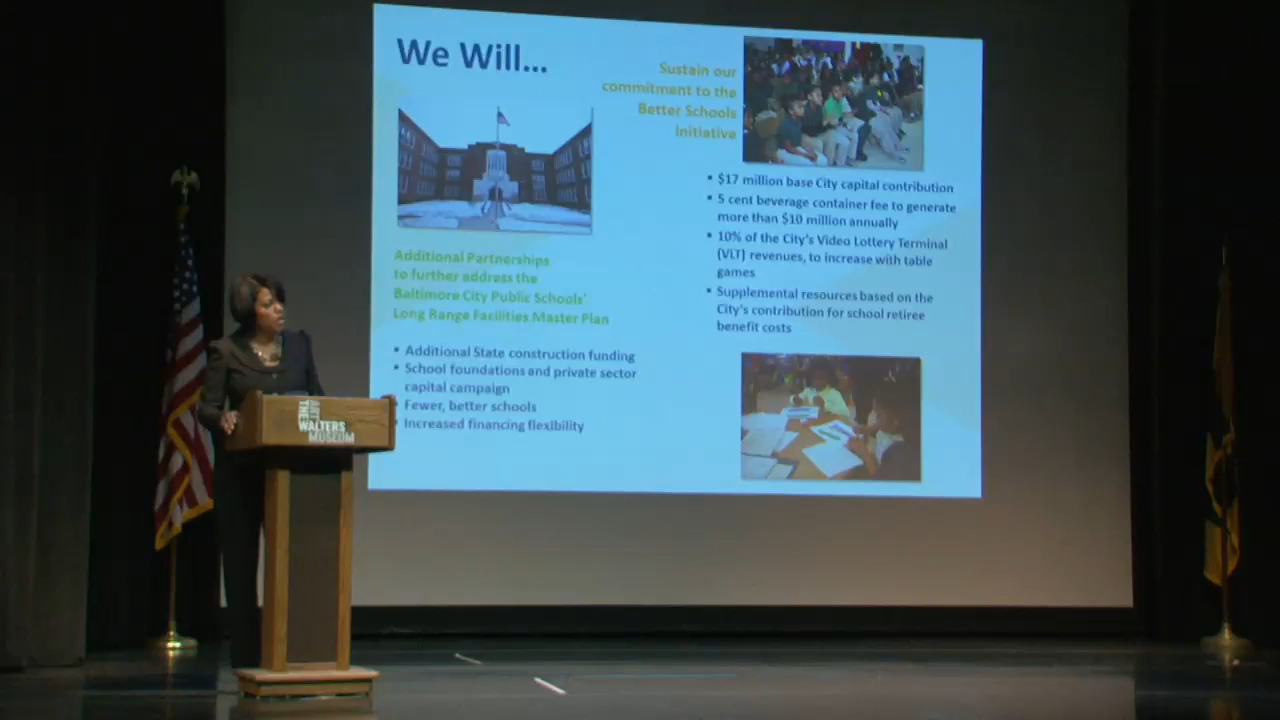 We Will...
Sustain our
commitment to the
Better Schools
Initiative
Additional Partnerships
to further address the
Baltimore City Public Schools'
Long Range Facilities Master Plan
▪ Additional State construction funding
▪ School foundations and private sector
capital campaign
▪ Fewer, better schools
▪ Increased financing flexibility
▪ $17 million base City capital contribution
▪ 5 cent beverage container fee to generate
more than $10 million annually
▪ 10% of the City's Video Lottery Terminal
(VLT) revenues, to increase with table
games
▪ Supplemental resources based on the
City's contribution for school retiree
benefit costs
THE
ART
WALTERS
MUSEUM